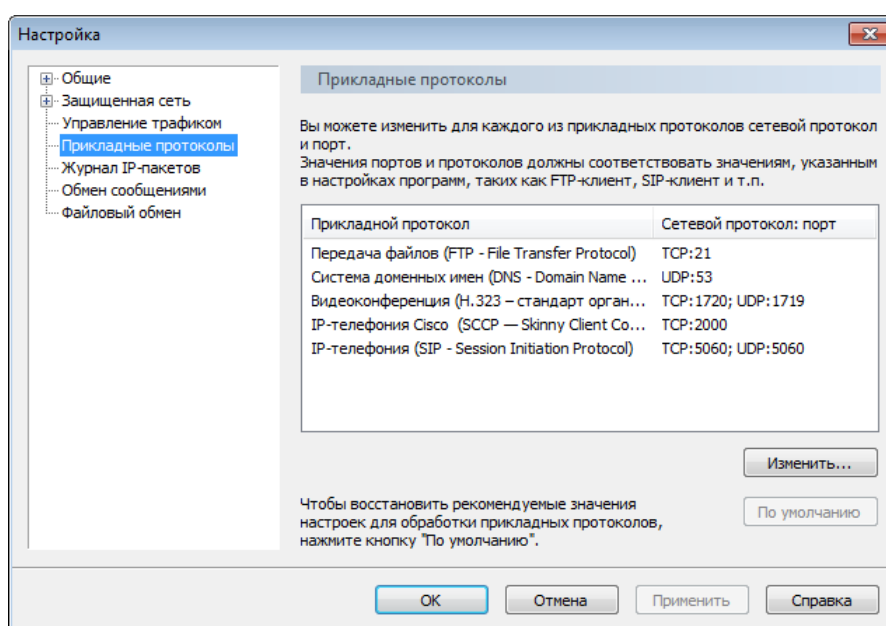 Настройка
Общие
Защищенная сеть
Управление трафиком
Прикладные протоколы
Журнал IP-пакетов
Обмен сообщениями
Файловый обмен
Прикладные протоколы
Вы можете изменить для каждого из прикладных протоколов сетевой протокол
и порт.
Значения портов и протоколов должны соответствовать значениям, указанным
в настройках программ, таких как FTP-клиент, SIP-клиент и т.п.
Прикладной протокол Сетевой протокол: порт
Передача файлов (FTP - File Transfer Protocol) TCP:21
Система доменных имен (DNS - Domain Name ... UDP:53
Видеоконференция (H.323 – стандарт орган... TCP:1720; UDP:1719
IP-телефония Cisco (SCCP — Skinny Client Co... TCP:2000
IP-телефония (SIP - Session Initiation Protocol) TCP:5060; UDP:5060
Изменить...
Чтобы восстановить рекомендуемые значения
настроек для обработки прикладных протоколов,
нажмите кнопку "По умолчанию".
По умолчанию
OK Отмена Применить Справка